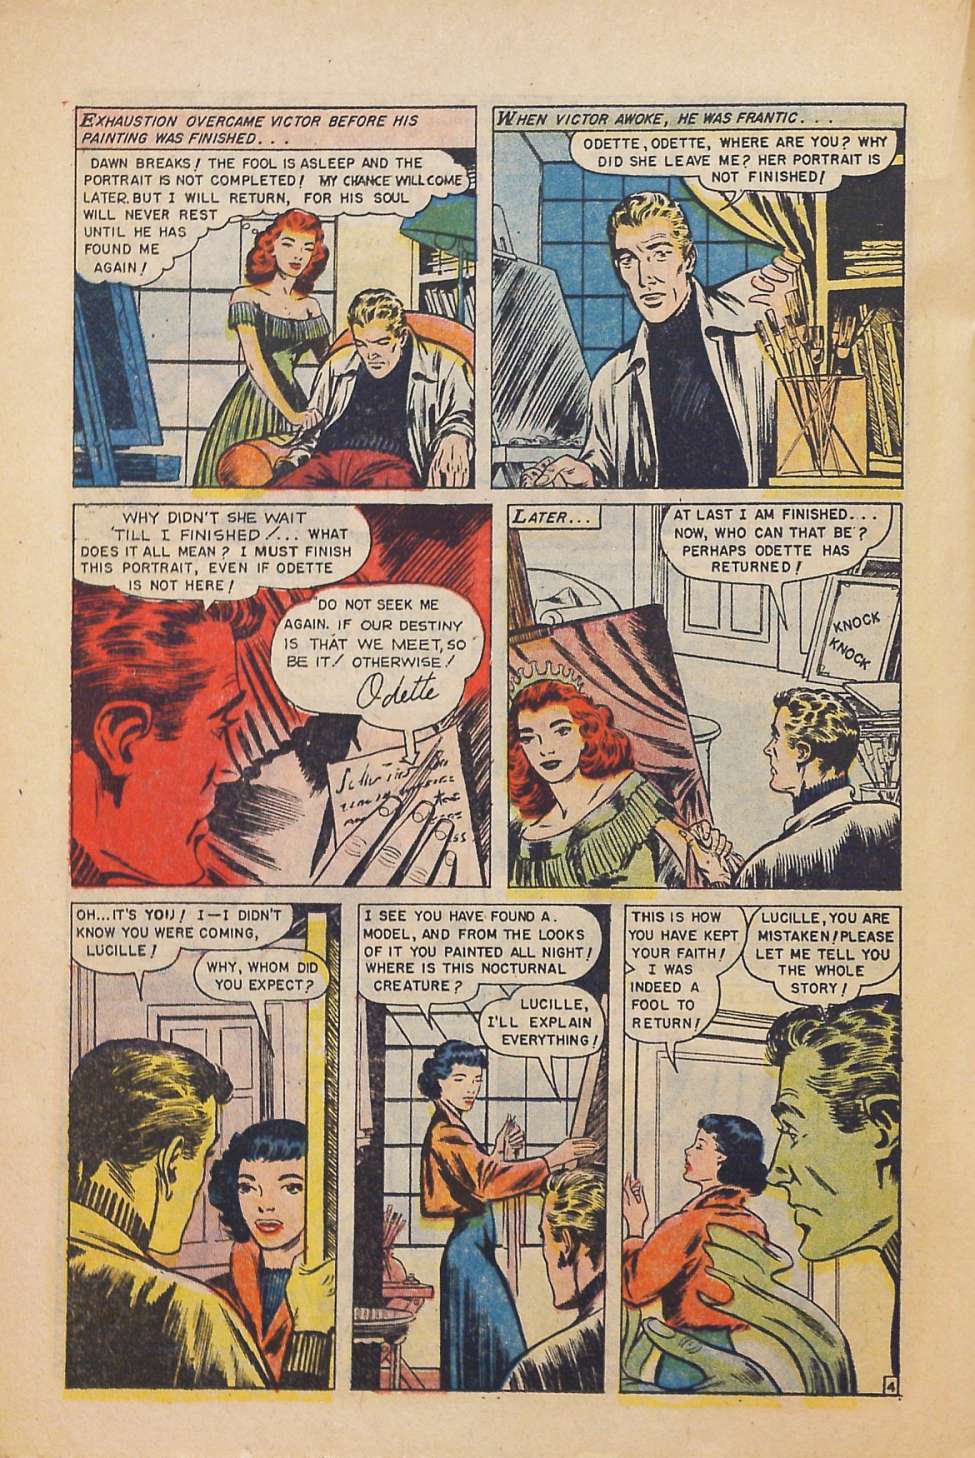 EXHAUSTION OVERCAME VICTOR BEFORE HIS
PAINTING WAS FINISHED...
DAWN BREAKS! THE FOOL IS ASLEEP AND THE
PORTRAIT IS NOT COMPLETED! MY CHANCE WILL COME
LATER. BUT I WILL RETURN, FOR HIS SOUL
WILL NEVER REST
UNTIL HE HAS
FOUND ME
AGAIN!
WHEN VICTOR AWOKE, HE WAS FRANTIC...
ODETTE, ODETTE, WHERE ARE YOU? WHY
DID SHE LEAVE ME? HER PORTRAIT IS
NOT FINISHED!
WHY DIDN'T SHE WAIT
'TILL I FINISHED!... WHAT
DOES IT ALL MEAN? I MUST FINISH
THIS PORTRAIT, EVEN IF ODETTE
IS NOT HERE!
"DO NOT SEEK ME
AGAIN. IF OUR DESTINY
IS THAT WE MEET, SO
BE IT! OTHERWISE!
Odette
LATER...
AT LAST I AM FINISHED...
NOW, WHO CAN THAT BE?
PERHAPS ODETTE HAS
RETURNED!
KNOCK
KNOCK
OH...IT'S YOU! I-I DIDN'T
KNOW YOU WERE COMING,
LUCILLE!
WHY, WHOM DID
YOU EXPECT?
I SEE YOU HAVE FOUND A
MODEL, AND FROM THE LOOKS
OF IT YOU PAINTED ALL NIGHT!
WHERE IS THIS NOCTURNAL
CREATURE?
LUCILLE,
I'LL EXPLAIN
EVERYTHING!
THIS IS HOW
YOU HAVE KEPT
YOUR FAITH!
I WAS
INDEED A
FOOL TO
RETURN!
LUCILLE, YOU ARE
MISTAKEN! PLEASE
LET ME TELL YOU
THE WHOLE
STORY!
4